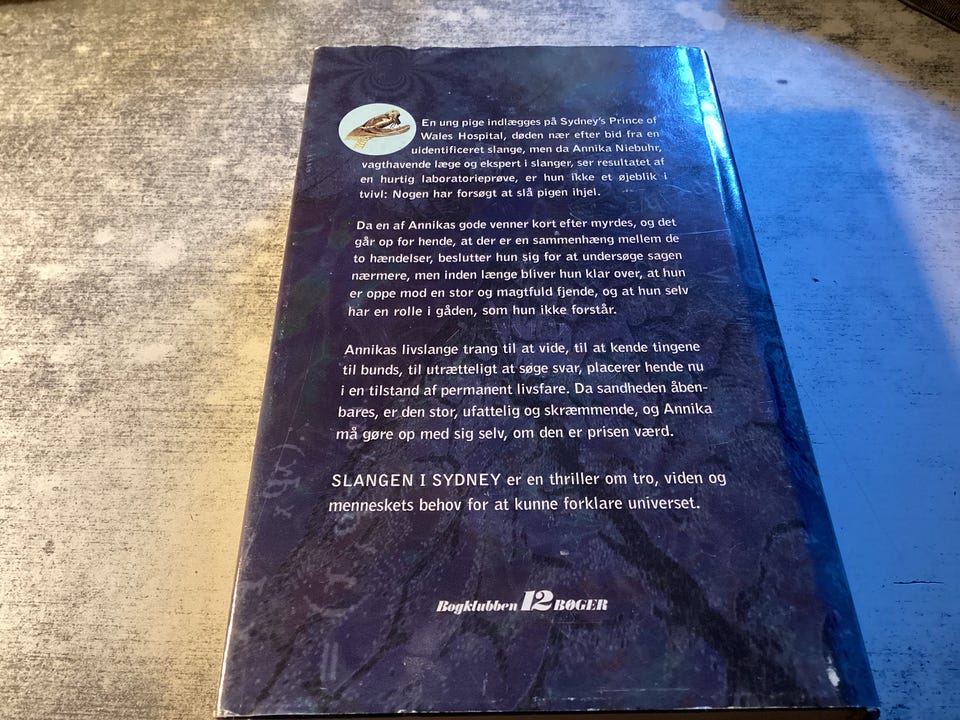 En ung pige indlægges på Sydney's Prince of
Wales Hospital, døden nær efter bid fra en
uidentificeret slange, men da Annika Niebuhr,
vagthavende læge og ekspert i slanger, ser resultatet af
en hurtig laboratorieprøve, er hun ikke et øjeblik i
tvivl: Nogen har forsøgt at slå pigen ihjel.
Da en af Annikas gode venner kort efter myrdes, og det
går op for hende, at der er en sammenhæng mellem de
to hændelser, beslutter hun sig for at undersøge sagen
nærmere, men inden længe bliver hun klar over, at hun
er oppe mod en stor og magtfuld fjende, og at hun selv
har en rolle i gåden, som hun ikke forstår.
Annikas livslange trang til at vide, til at kende tingene
til bunds, til utrætteligt at søge svar, placerer hende nu
i en tilstand af permanent livsfare. Da sandheden åben-
bares, er den stor, ufattelig og skræmmende, og Annika
må gøre op med sig selv, om den er prisen værd.
SLANGEN I SYDNEY er en thriller om tro, viden og
menneskets behov for at kunne forklare universet.
Bogklubben 12 BØGER